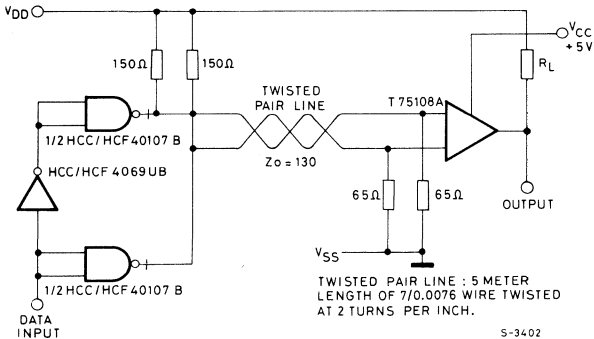 VDD
VCC
+5V
150Ω
150Ω
RL
TWISTED
PAIR LINE
T75108A
1/2 HCC/HCF 40107 B
Zo = 130
HCC/HCF 4069UB
65Ω
65Ω
OUTPUT
VSS
1/2 HCC/HCF 40107 B
TWISTED PAIR LINE : 5 METER
LENGTH OF 7/0.0076 WIRE TWISTED
AT 2 TURNS PER INCH.
DATA
INPUT
S-3402